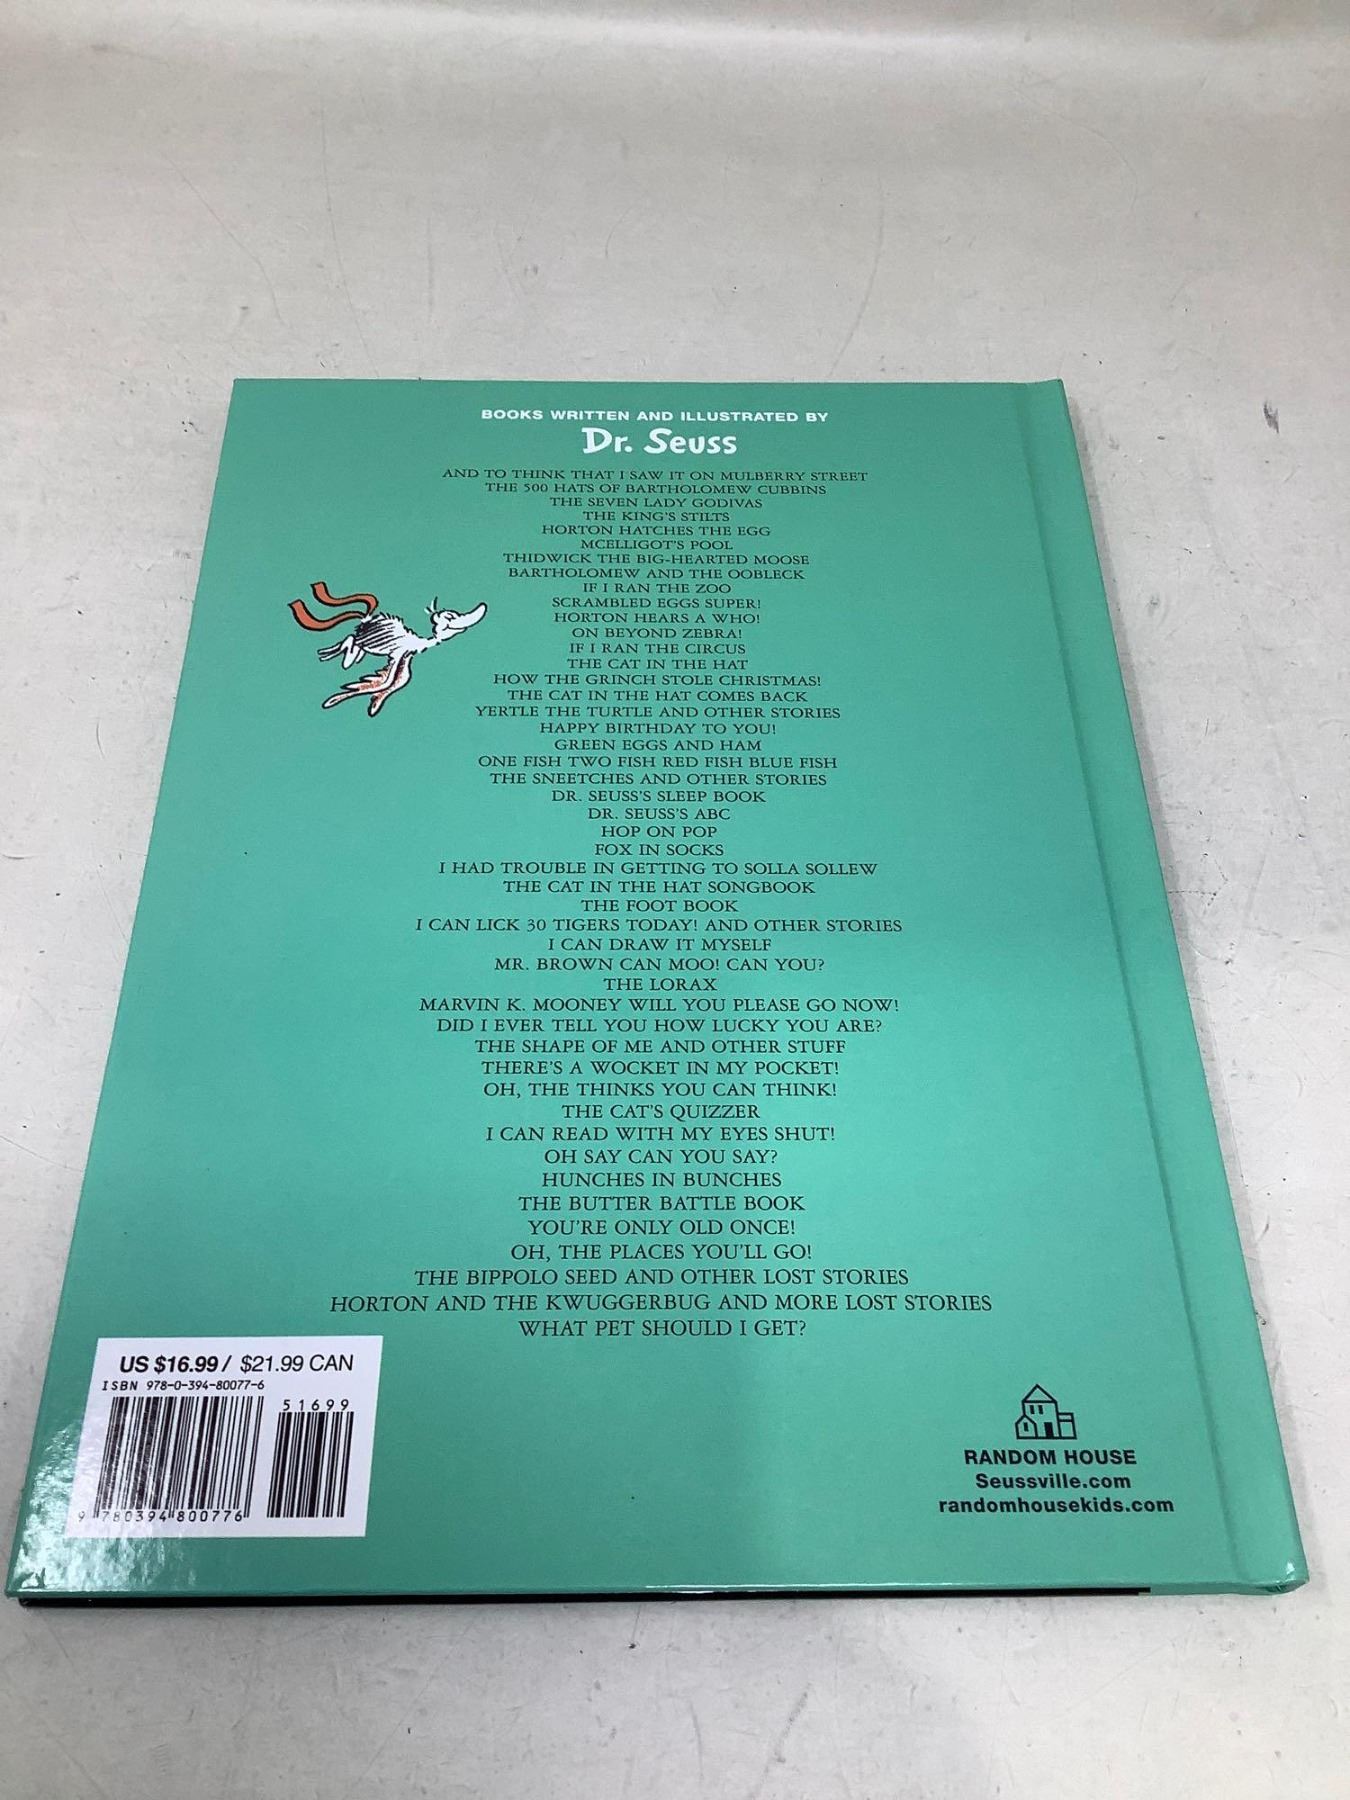 BOOKS WRITTEN AND ILLUSTRATED BY
Dr. Seuss
AND TO THINK THAT I SAW IT ON MULBERRY STREET
THE 500 HATS OF BARTHOLOMEW CUBBINS
THE SEVEN LADY GODIVAS
THE KING'S STILTS
HORTON HATCHES THE EGG
MCELLIGOT'S POOL
THIDWICK THE BIG-HEARTED MOOSE
BARTHOLOMEW AND THE OOBLECK
IF I RAN THE ZOO
SCRAMBLED EGGS SUPER!
HORTON HEARS A WHO!
ON BEYOND ZEBRA!
IF I RAN THE CIRCUS
THE CAT IN THE HAT
HOW THE GRINCH STOLE CHRISTMAS!
THE CAT IN THE HAT COMES BACK
YERTLE THE TURTLE AND OTHER STORIES
HAPPY BIRTHDAY TO YOU!
GREEN EGGS AND HAM
ONE FISH TWO FISH RED FISH BLUE FISH
THE SNEETCHES AND OTHER STORIES
DR. SEUSS'S SLEEP BOOK
DR. SEUSS'S ABC
HOP ON POP
FOX IN SOCKS
I HAD TROUBLE IN GETTING TO SOLLA SOLLEW
THE CAT IN THE HAT SONGBOOK
THE FOOT BOOK
I CAN LICK 30 TIGERS TODAY! AND OTHER STORIES
I CAN DRAW IT MYSELF
MR. BROWN CAN MOO! CAN YOU?
THE LORAX
MARVIN K. MOONEY WILL YOU PLEASE GO NOW!
DID I EVER TELL YOU HOW LUCKY YOU ARE?
THE SHAPE OF ME AND OTHER STUFF
THERE'S A WOCKET IN MY POCKET!
OH, THE THINKS YOU CAN THINK!
THE CAT'S QUIZZER
I CAN READ WITH MY EYES SHUT!
OH SAY CAN YOU SAY?
HUNCHES IN BUNCHES
THE BUTTER BATTLE BOOK
YOU'RE ONLY OLD ONCE!
OH, THE PLACES YOU'LL GO!
THE BIPPOLO SEED AND OTHER LOST STORIES
HORTON AND THE KWUGGERBUG AND MORE LOST STORIES
WHAT PET SHOULD I GET?
US $16.99 / $21.99 CAN
ISBN 978-0-394-80077-6
51699
9 780394 800776
RANDOM HOUSE
Seussville.com
randomhousekids.com